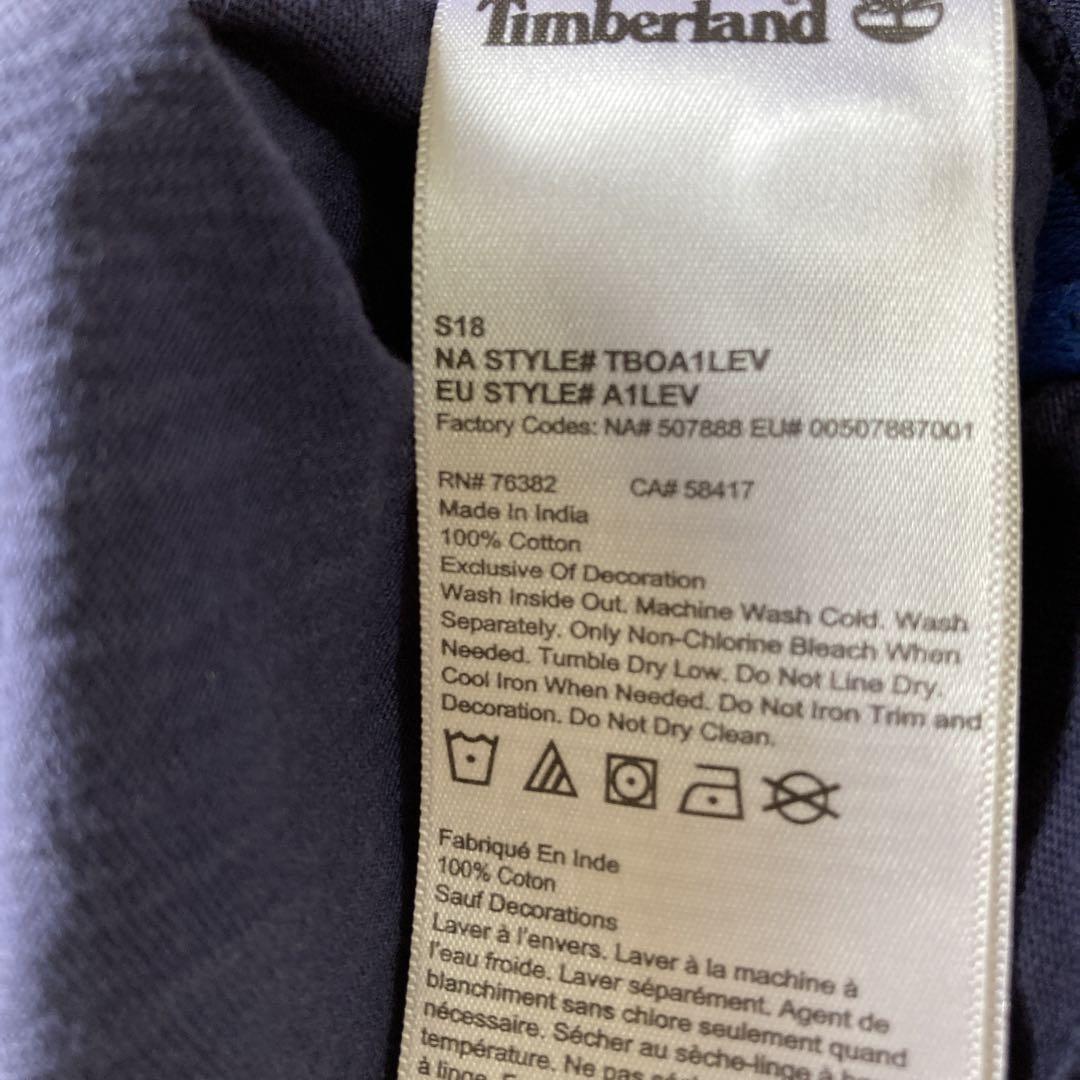 Timberland
S18
NA STYLE# TBOA1LEV
EU STYLE# A1LEV
Factory Codes: NA# 507888 EU# 00507887001
RN# 76382 CA# 58417
Made In India
100% Cotton
Exclusive Of Decoration
Wash Inside Out. Machine Wash Cold. Wash
Separately. Only Non-Chlorine Bleach When
Needed. Tumble Dry Low. Do Not Line Dry.
Cool Iron When Needed. Do Not Iron Trim and
Decoration. Do Not Dry Clean.
Fabriqué En Inde
100% Coton
Sauf Decorations
Laver à l'envers. Laver à la machine à
l'eau froide. Laver séparément. Agent de
blanchiment sans chlore seulement quand
nécessaire. Sécher au sèche-linge à
température. Ne pas
à linge.